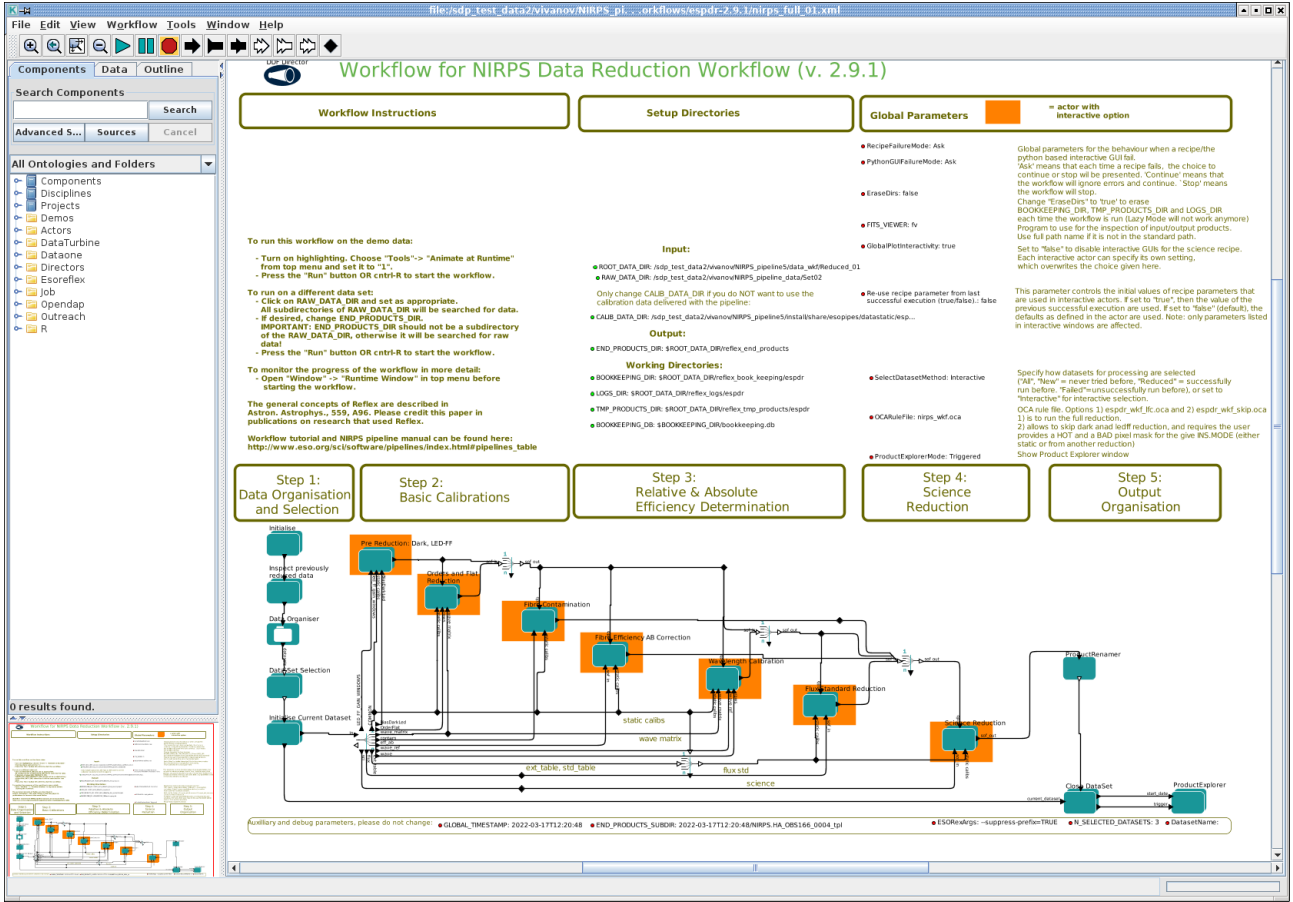 file:/sdp_test_data2/vivanov/NIRPS_pi. . .orkflows/espdr-2.9.1/nirps_full_01.xml
File Edit View Workflow Tools Window Help
Components Data Outline
Search Components
Search
Advanced S... Sources Cancel
All Ontologies and Folders
Components
Disciplines
Projects
Demos
Actors
DataTurbine
Dataone
Directors
Esoreflex
Job
Opendap
Outreach
R
0 results found.
DDF Director
Workflow for NIRPS Data Reduction Workflow (v. 2.9.1)
Workflow Instructions
Setup Directories
Global Parameters
= actor with
interactive option
To run this workflow on the demo data:
- Turn on highlighting. Choose "Tools"-> "Animate at Runtime"
from top menu and set it to "1".
- Press the "Run" button OR cntrl-R to start the workflow.
To run on a different data set:
- Click on RAW_DATA_DIR and set as appropriate.
All subdirectories of RAW_DATA_DIR will be searched for data.
- If desired, change END_PRODUCTS_DIR.
IMPORTANT: END_PRODUCTS_DIR should not be a subdirectory
of the RAW_DATA_DIR, otherwise it will be searched for raw
data!
- Press the "Run" button OR cntrl-R to start the workflow.
To monitor the progress of the workflow in more detail:
- Open "Window" -> "Runtime Window" in top menu before
starting the workflow.
The general concepts of Reflex are described in
Astron. Astrophys., 559, A96. Please credit this paper in
publications on research that used Reflex.
Workflow tutorial and NIRPS pipeline manual can be found here:
http://www.eso.org/sci/software/pipelines/index.html#pipelines_table
Input:
ROOT_DATA_DIR: /sdp_test_data2/vivanov/NIRPS_pipeline5/data_wkf/Reduced_01
RAW_DATA_DIR: /sdp_test_data2/vivanov/NIRPS_pipeline_data/Set02
Only change CALIB_DATA_DIR if you do NOT want to use the
calibration data delivered with the pipeline:
CALIB_DATA_DIR: /sdp_test_data2/vivanov/NIRPS_pipeline5/install/share/esopipes/datastatic/esp...
Output:
END_PRODUCTS_DIR: $ROOT_DATA_DIR/reflex_end_products
Working Directories:
BOOKKEEPING_DIR: $ROOT_DATA_DIR/reflex_book_keeping/espdr
LOGS_DIR: $ROOT_DATA_DIR/reflex_logs/espdr
TMP_PRODUCTS_DIR: $ROOT_DATA_DIR/reflex_tmp_products/espdr
BOOKKEEPING_DB: $BOOKKEEPING_DIR/bookkeeping.db
RecipeFailureMode: Ask
PythonGUIFailureMode: Ask
EraseDirs: false
FITS_VIEWER: fv
GlobalPlotInteractivity: true
Re-use recipe parameter from last
successful execution (true/false).: false
SelectDatasetMethod: Interactive
OCARuleFile: nirps_wkf.oca
ProductExplorerMode: Triggered
Global parameters for the behaviour when a recipe/the
python based interactive GUI fail.
'Ask' means that each time a recipe fails, the choice to
continue or stop wil be presented. 'Continue' means that
the workflow will ignore errors and continue. `Stop' means
the workflow will stop.
Change "EraseDirs" to 'true' to erase
BOOKKEEPING_DIR, TMP_PRODUCTS_DIR and LOGS_DIR
each time the workflow is run (Lazy Mode will not work anymore)
Program to use for the inspection of input/output products.
Use full path name if it is not in the standard path.
Set to "false" to disable interactive GUIs for the science recipe.
Each interactive actor can specify its own setting,
which overwrites the choice given here.
This parameter controls the initial values of recipe parameters that
are used in interactive actors. If set to "true", then the value of the
previous successful execution are used. If set to "false" (default), the
defaults as defined in the actor are used. Note: only parameters listed
in interactive windows are affected.
Specify how datasets for processing are selected
("All", "New" = never tried before, "Reduced" = successfully
run before. "Failed"=unsuccessfully run before), or set to
"Interactive" for interactive selection.
OCA rule file. Options 1) espdr_wkf_lfc.oca and 2) espdr_wkf_skip.oca
1) is to run the full reduction.
2) allows to skip dark anad ledff reduction, and requires the user
provides a HOT and a BAD pixel mask for the give INS.MODE (either
static or from another reduction)
Show Product Explorer window
Step 1:
Data Organisation
and Selection
Step 2:
Basic Calibrations
Step 3:
Relative & Absolute
Efficiency Determination
Step 4:
Science
Reduction
Step 5:
Output
Organisation
Initialise
Inspect previously
reduced data
Data Organiser
DataSet Selection
Initialise Current Dataset
Pre Reduction: Dark, LED-FF
Orders and Flat
Reduction
Fibre Contamination
Fibre Efficiency AB Correction
Wavelength Calibration
Flux Standard Reduction
Science Reduction
ProductRenamer
Close DataSet
ProductExplorer
sof_out
sof_out
sof_out
sof_out
static calibs
wave matrix
ext_table, std_table
flux std
science
LED_FF_GAIN_WINDOWS
COMMON
BiasDarkLed
OrderFlat
wave_matrix
contam
eff_ab
wave_ref
current_dataset
start_data
trigger
Auxilliary and debug parameters, please do not change:
GLOBAL_TIMESTAMP: 2022-03-17T12:20:48
END_PRODUCTS_SUBDIR: 2022-03-17T12:20:48/NIRPS.HA_OBS166_0004_tpl
ESORexArgs: --suppress-prefix=TRUE
N_SELECTED_DATASETS: 3
DatasetName: